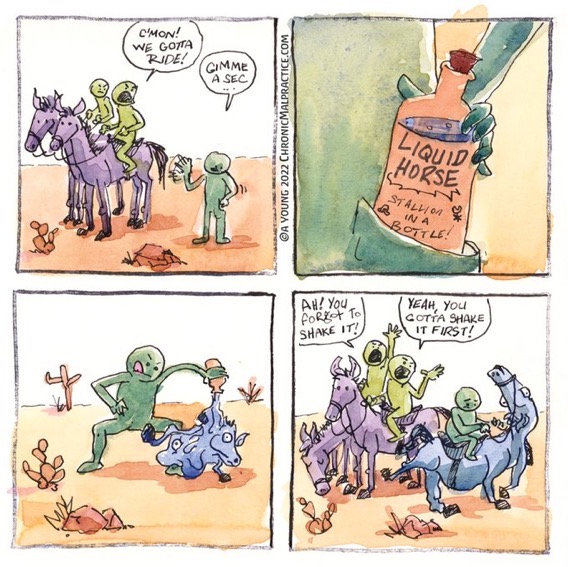 C'MON!
WE GOTTA
RIDE!
GIMME
A SEC
...
©A YOUNG 2022 CHRONICMALPRACTICE.COM
LIQUID
HORSE
STALLION
IN A
BOTTLE!
AH! YOU
FORGOT TO
SHAKE IT!
YEAH, YOU
GOTTA SHAKE
IT FIRST!